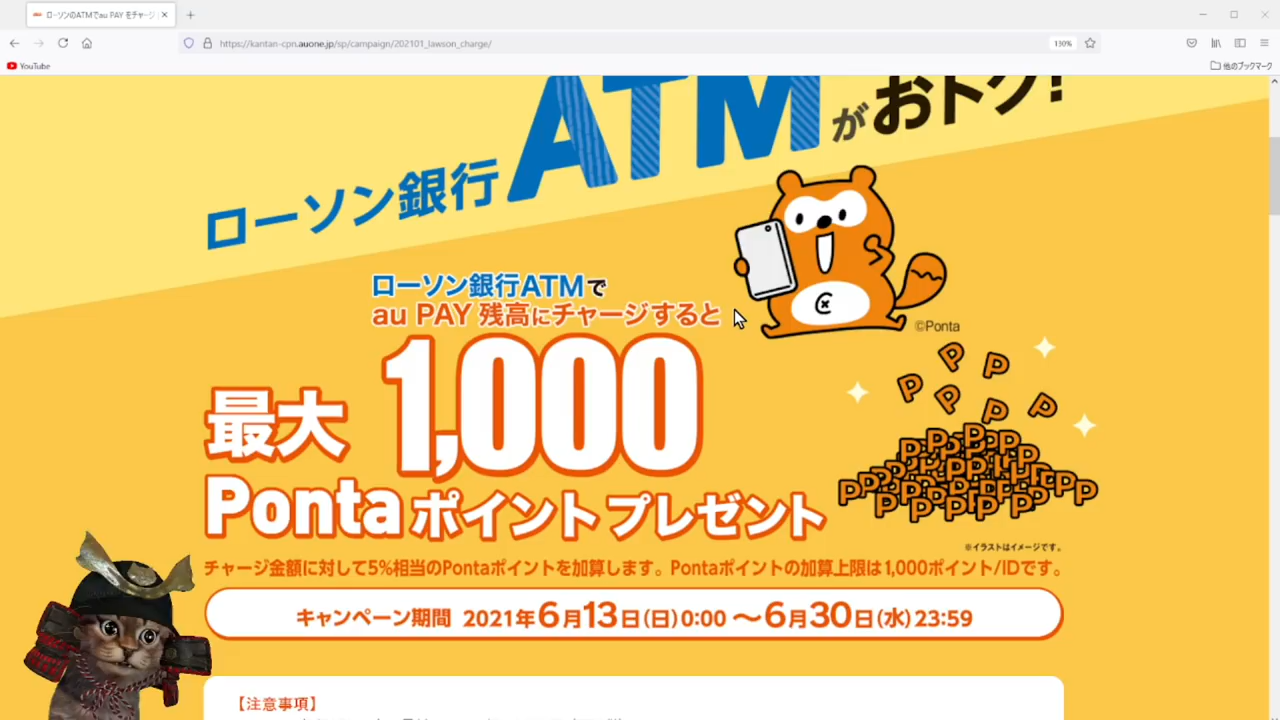 ローソンのATMでau PAY をチャージ
https://kantan-cpn.auone.jp/sp/campaign/202101_lawson_charge/
130%
YouTube
他のブックマーク
ローソン銀行ATMがおトク!
ローソン銀行ATMで
au PAY 残高にチャージすると
最大1,000
Pontaポイントプレゼント
©Ponta
※イラストはイメージです。
チャージ金額に対して5%相当のPontaポイントを加算します。Pontaポイントの加算上限は1,000ポイント/IDです。
キャンペーン期間 2021年6月13日(日)0:00 〜6月30日(水)23:59
【注意事項】